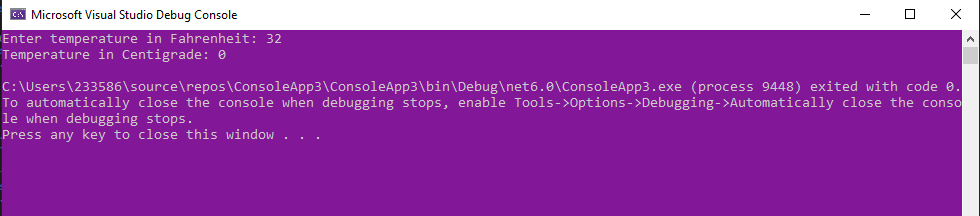 Microsoft Visual Studio Debug Console
Enter temperature in Fahrenheit: 32
Temperature in Centigrade: 0
C:\Users\233586\source\repos\ConsoleApp3\ConsoleApp3\bin\Debug\net6.0\ConsoleApp3.exe (process 9448) exited with code 0.
To automatically close the console when debugging stops, enable Tools->Options->Debugging->Automatically close the conso
le when debugging stops.
Press any key to close this window . . .